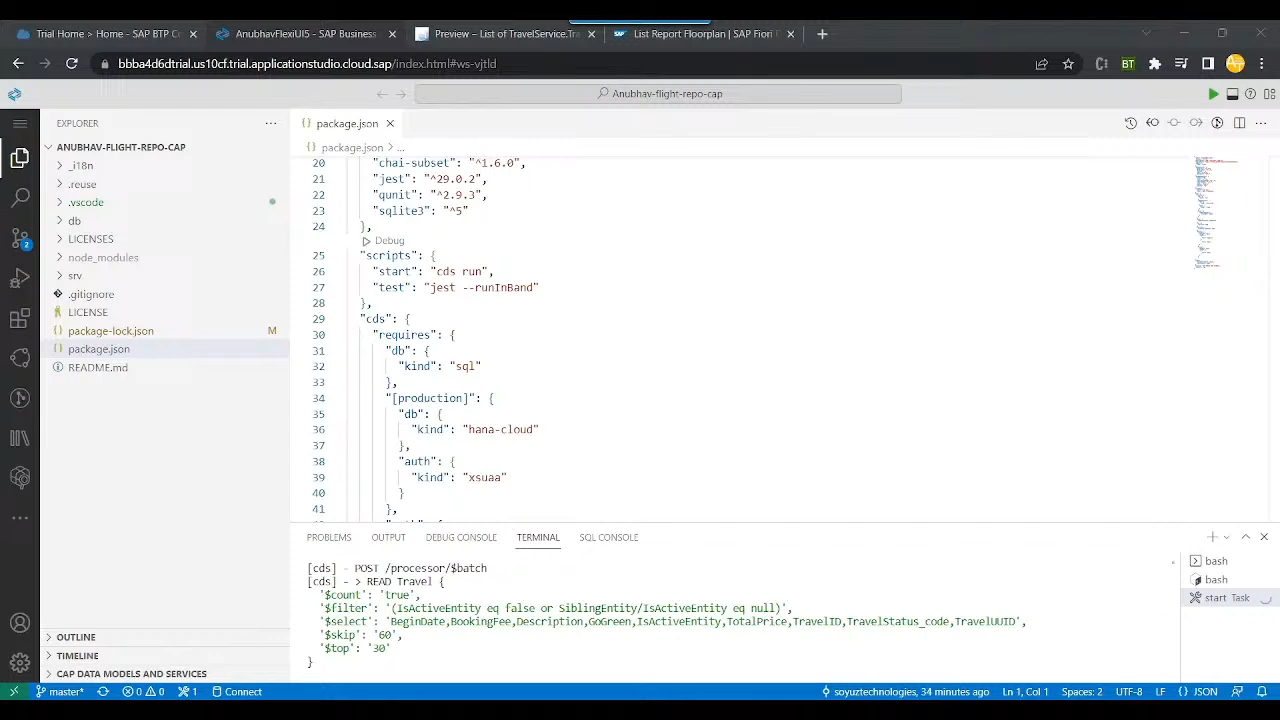 Trial Home > Home - SAP BTP Co
AnubhavFlexiUI5 - SAP Business
Preview – List of TravelService.Tra
List Report Floorplan | SAP Fiori D
bbba4d6dtrial.us10cf.trial.applicationstudio.cloud.sap/index.html#ws-vjtld
BT
Anubhav-flight-repo-cap
EXPLORER
ANUBHAV-FLIGHT-REPO-CAP
_i18n
.reuse
.vscode
db
LICENSES
node_modules
srv
.gitignore
LICENSE
package-lock.json M
package.json
README.md
OUTLINE
TIMELINE
CAP DATA MODELS AND SERVICES
2
{} package.json
{} package.json > ...
20 "chai-subset": "^1.6.0",
21 "jest": "^29.0.2",
22 "qunit": "^2.9.3",
23 "sqlite3": "^5"
24 },
Debug
25 "scripts": {
26 "start": "cds run",
27 "test": "jest --runInBand"
28 },
29 "cds": {
30 "requires": {
31 "db": {
32 "kind": "sql"
33 },
34 "[production]": {
35 "db": {
36 "kind": "hana-cloud"
37 },
38 "auth": {
39 "kind": "xsuaa"
40 }
41 },
PROBLEMS OUTPUT DEBUG CONSOLE TERMINAL SQL CONSOLE
[cds] - POST /processor/$batch
[cds] - > READ Travel {
'$count': 'true',
'$filter': '(IsActiveEntity eq false or SiblingEntity/IsActiveEntity eq null)',
'$select': 'BeginDate,BookingFee,Description,GoGreen,IsActiveEntity,TotalPrice,TravelID,TravelStatus_code,TravelUUID',
'$skip': '60',
'$top': '30'
}
bash
bash
start Task
master* 0 0 1 Connect
soyuztechnologies, 34 minutes ago Ln 1, Col 1 Spaces: 2 UTF-8 LF {} JSON